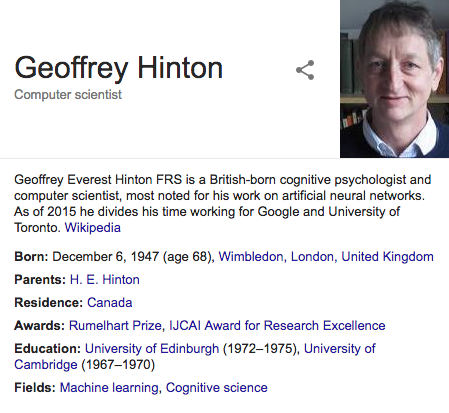 Geoffrey Hinton
Computer scientist
Geoffrey Everest Hinton FRS is a British-born cognitive psychologist and
computer scientist, most noted for his work on artificial neural networks.
As of 2015 he divides his time working for Google and University of
Toronto. Wikipedia
Born: December 6, 1947 (age 68), Wimbledon, London, United Kingdom
Parents: H. E. Hinton
Residence: Canada
Awards: Rumelhart Prize, IJCAI Award for Research Excellence
Education: University of Edinburgh (1972–1975), University of
Cambridge (1967–1970)
Fields: Machine learning, Cognitive science